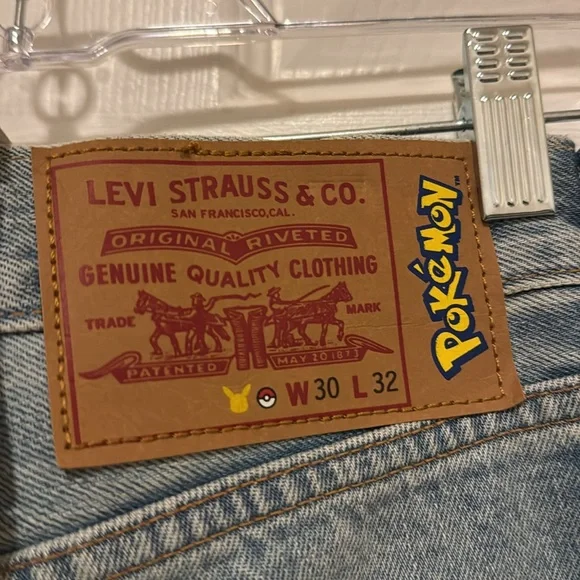 LEVI STRAUSS & CO.
SAN FRANCISCO, CAL.
ORIGINAL RIVETED
GENUINE QUALITY CLOTHING
TRADE MARK
PATENTED MAY 20 1873
W 30 L 32
POKéMON™